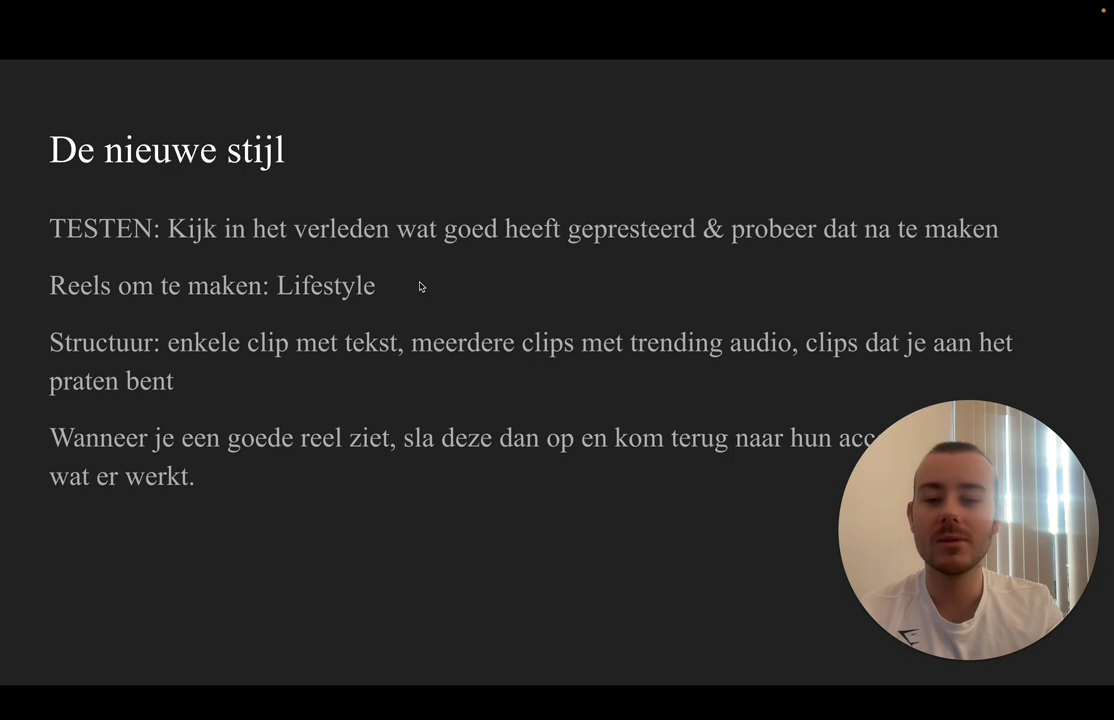 De nieuwe stijl
TESTEN: Kijk in het verleden wat goed heeft gepresteerd & probeer dat na te maken
Reels om te maken: Lifestyle
Structuur: enkele clip met tekst, meerdere clips met trending audio, clips dat je aan het
praten bent
Wanneer je een goede reel ziet, sla deze dan op en kom terug naar hun
wat er werkt.